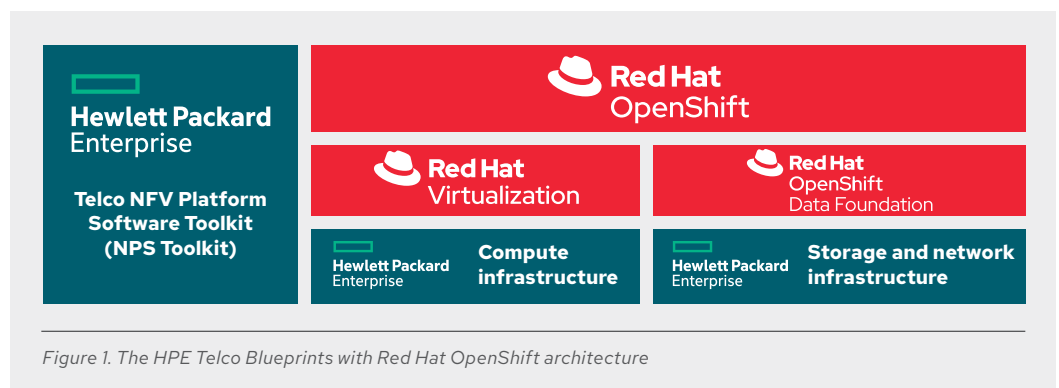 Hewlett Packard
Enterprise
Telco NFV Platform
Software Toolkit
(NPS Toolkit)
Red Hat
OpenShift
Red Hat
Virtualization
Red Hat
OpenShift
Data Foundation
Hewlett Packard
Enterprise
Compute
infrastructure
Hewlett Packard
Enterprise
Storage and network
infrastructure
Figure 1. The HPE Telco Blueprints with Red Hat OpenShift architecture